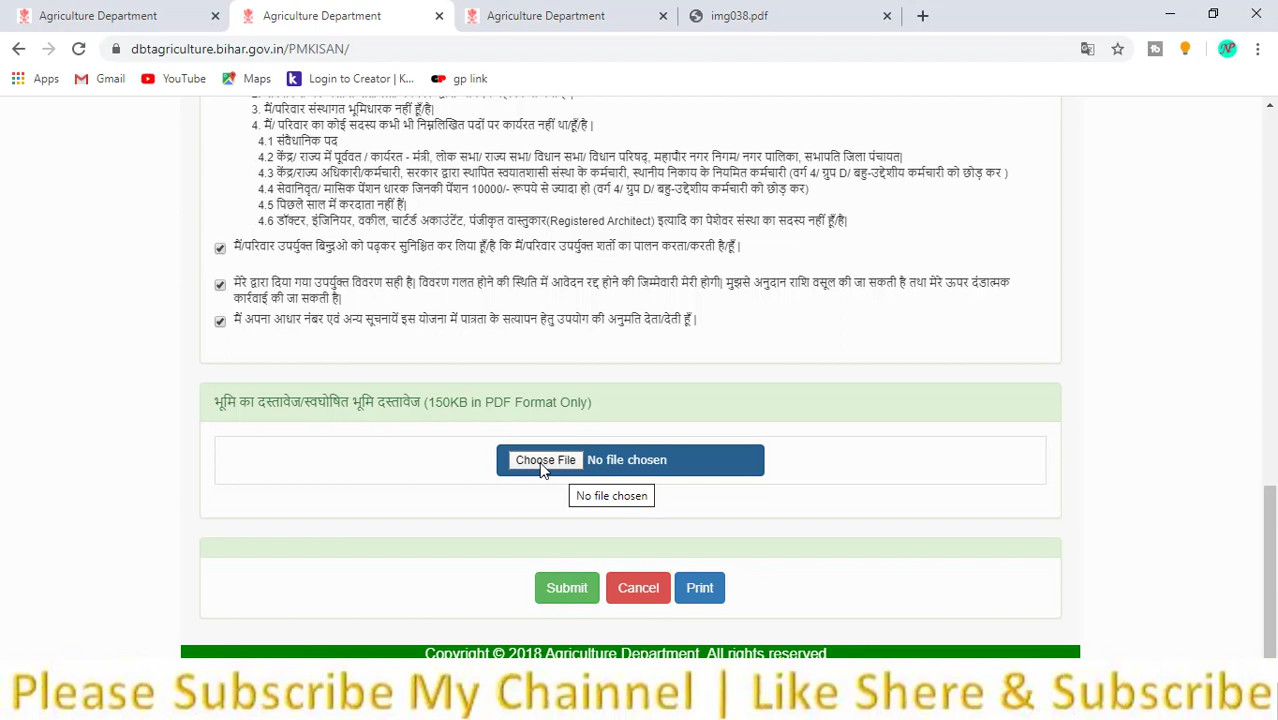 Agriculture Department
Agriculture Department
Agriculture Department
img038.pdf
dbtagriculture.bihar.gov.in/PMKISAN/
Apps
Gmail
YouTube
Maps
Login to Creator | K...
gp link
3. मैं/परिवार संस्थागत भूमिधारक नहीं हूँ/है|
4. मैं/ परिवार का कोई सदस्य कभी भी निम्नलिखित पदों पर कार्यरत नहीं था/हूँ/है |
4.1 संवैधानिक पद
4.2 केंद्र/ राज्य में पूर्ववत / कार्यरत - मंत्री, लोक सभा/ राज्य सभा/ विधान सभा/ विधान परिषद्, महापौर नगर निगम/ नगर पालिका, सभापति जिला पंचायत|
4.3 केंद्र/राज्य अधिकारी/कर्मचारी, सरकार द्वारा स्थापित स्वयातशासी संस्था के कर्मचारी, स्थानीय निकाय के नियमित कर्मचारी (वर्ग 4/ ग्रुप D/ बहु-उद्देशीय कर्मचारी को छोड़ कर )
4.4 सेवानिवृत/ मासिक पेंशन धारक जिनकी पेंशन 10000/- रूपये से ज्यादा हो (वर्ग 4/ ग्रुप D/ बहु-उद्देशीय कर्मचारी को छोड़ कर)
4.5 पिछले साल में करदाता नहीं हैं|
4.6 डॉक्टर, इंजिनियर, वकील, चार्टर्ड अकाउंटेंट, पंजीकृत वास्तुकार(Registered Architect) इत्यादि का पेशेवर संस्था का सदस्य नहीं हूँ/है|
मैं/परिवार उपर्युक्त बिन्दुओ को पढ़कर सुनिश्चित कर लिया हूँ/है कि मैं/परिवार उपर्युक्त शर्तो का पालन करता/करती है/हूँ |
मेरे द्वारा दिया गया उपर्युक्त विवरण सही है| विवरण गलत होने की स्थिति में आवेदन रद्द होने की जिम्मेवारी मेरी होगी| मुझसे अनुदान राशि वसूल की जा सकती है तथा मेरे ऊपर दंडात्मक
कार्रवाई की जा सकती है|
मैं अपना आधार नंबर एवं अन्य सूचनायें इस योजना में पात्रता के सत्यापन हेतु उपयोग की अनुमति देता/देती हूँ |
भूमि का दस्तावेज/स्वघोषित भूमि दस्तावेज (150KB in PDF Format Only)
Choose File No file chosen
No file chosen
Submit Cancel Print
Copyright © 2018 Agriculture Department. All rights reserved
Please Subscribe My Chainnel | Like Shere & Subscribe